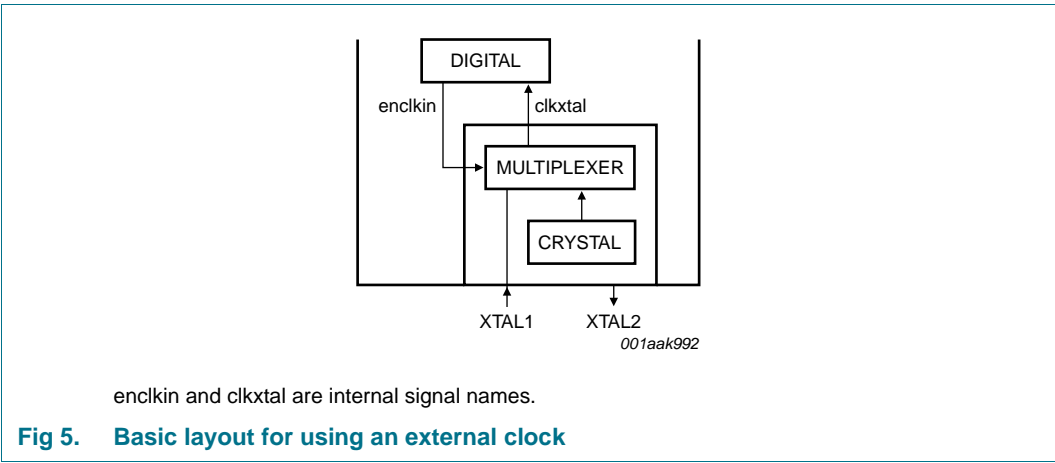 DIGITAL
enclkin clkxtal
MULTIPLEXER
CRYSTAL
XTAL1 XTAL2
001aak992
enclkin and clkxtal are internal signal names.
Fig 5. Basic layout for using an external clock